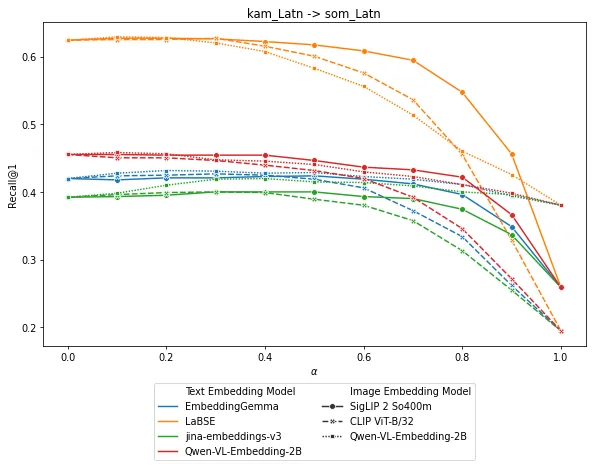 kam_Latn -> som_Latn
Recall@1
0.6
0.5
0.4
0.3
0.2
0.0 0.2 0.4 0.6 0.8 1.0
α
Text Embedding Model Image Embedding Model
EmbeddingGemma SigLIP 2 So400m
LaBSE CLIP ViT-B/32
jina-embeddings-v3 Qwen-VL-Embedding-2B
Qwen-VL-Embedding-2B